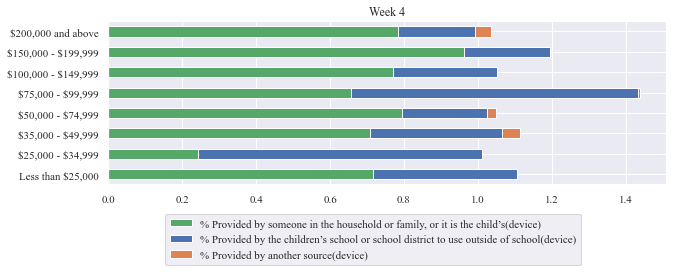 Week 4
$200,000 and above
$150,000 - $199,999
$100,000 - $149,999
$75,000 - $99,999
$50,000 - $74,999
$35,000 - $49,999
$25,000 - $34,999
Less than $25,000
0.0 0.2 0.4 0.6 0.8 1.0 1.2 1.4
% Provided by someone in the household or family, or it is the child’s(device)
% Provided by the children’s school or school district to use outside of school(device)
% Provided by another source(device)